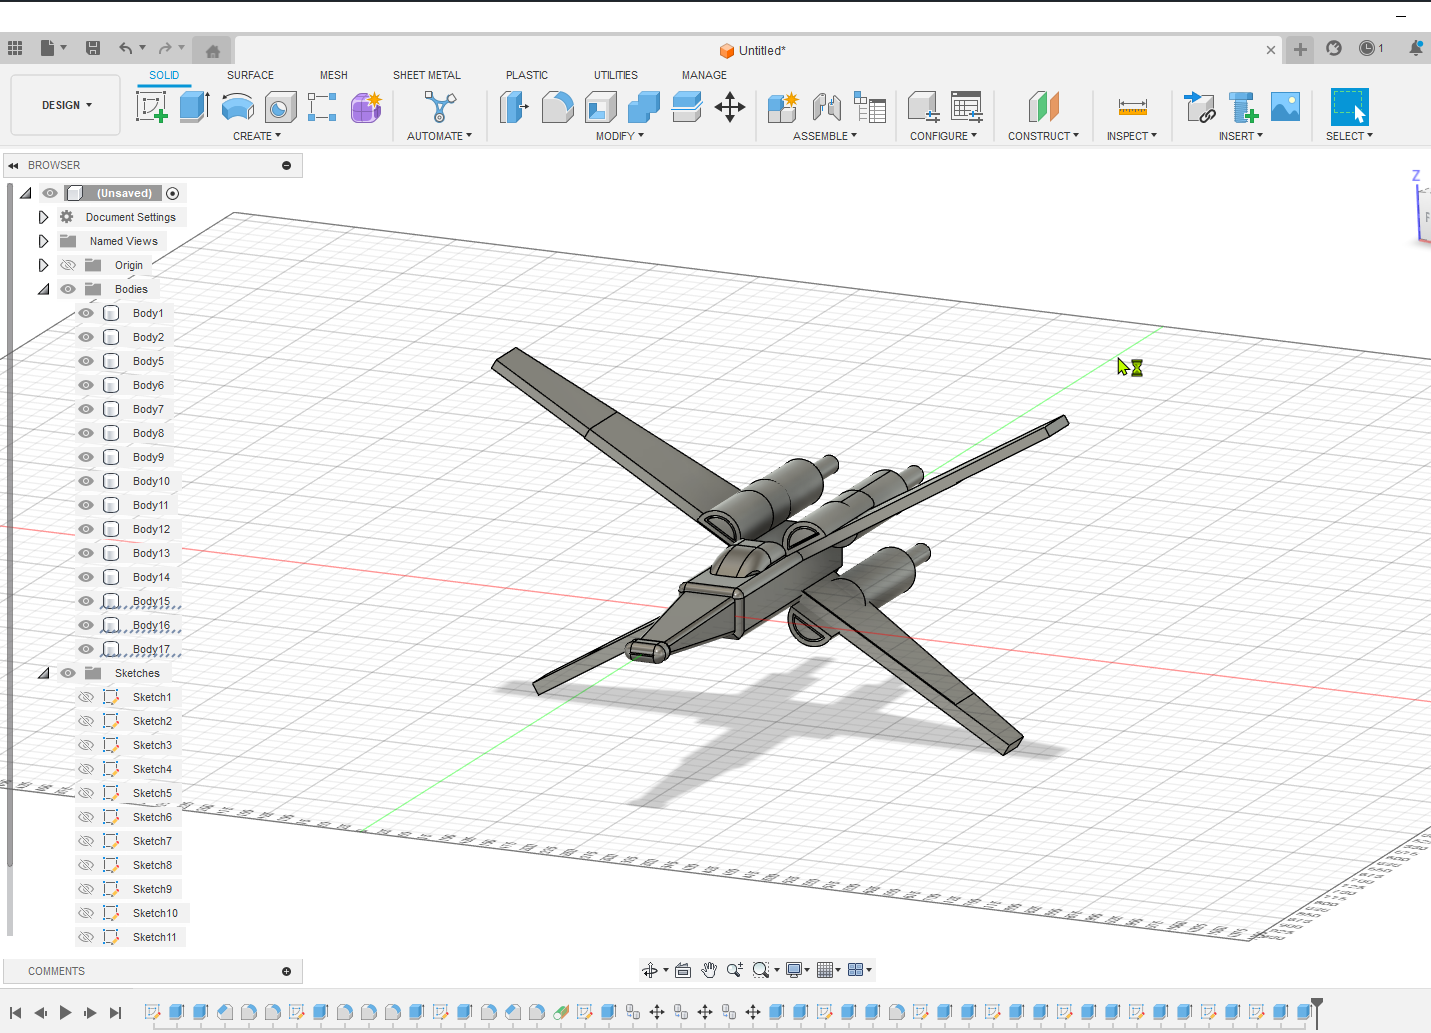 Untitled*
1
SOLID SURFACE MESH SHEET METAL PLASTIC UTILITIES MANAGE
DESIGN
CREATE AUTOMATE MODIFY ASSEMBLE CONFIGURE CONSTRUCT INSPECT INSERT SELECT
BROWSER
(Unsaved)
Document Settings
Named Views
Origin
Bodies
Body1
Body2
Body5
Body6
Body7
Body8
Body9
Body10
Body11
Body12
Body13
Body14
Body15
Body16
Body17
Sketches
Sketch1
Sketch2
Sketch3
Sketch4
Sketch5
Sketch6
Sketch7
Sketch8
Sketch9
Sketch10
Sketch11
Z
F
COMMENTS